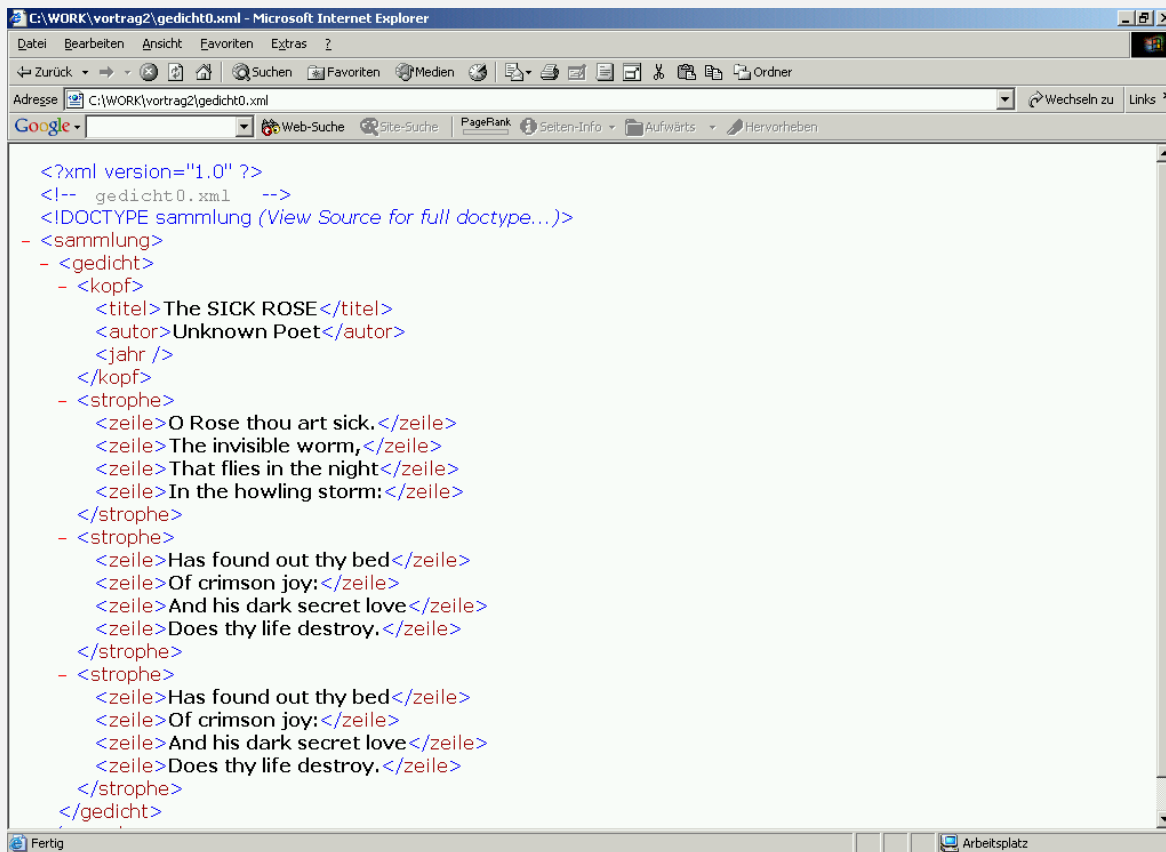 C:\WORK\vortrag2\gedicht0.xml - Microsoft Internet Explorer
Datei Bearbeiten Ansicht Favoriten Extras ?
Zurück Suchen Favoriten Medien Ordner
Adresse C:\WORK\vortrag2\gedicht0.xml Wechseln zu Links
Google Web-Suche Site-Suche PageRank Seiten-Info Aufwärts Hervorheben
<?xml version="1.0" ?>
<!-- gedicht0.xml -->
<!DOCTYPE sammlung (View Source for full doctype...)>
- <sammlung>
- <gedicht>
- <kopf>
<titel>The SICK ROSE</titel>
<autor>Unknown Poet</autor>
<jahr />
</kopf>
- <strophe>
<zeile>O Rose thou art sick.</zeile>
<zeile>The invisible worm,</zeile>
<zeile>That flies in the night</zeile>
<zeile>In the howling storm:</zeile>
</strophe>
- <strophe>
<zeile>Has found out thy bed</zeile>
<zeile>Of crimson joy:</zeile>
<zeile>And his dark secret love</zeile>
<zeile>Does thy life destroy.</zeile>
</strophe>
- <strophe>
<zeile>Has found out thy bed</zeile>
<zeile>Of crimson joy:</zeile>
<zeile>And his dark secret love</zeile>
<zeile>Does thy life destroy.</zeile>
</strophe>
</gedicht>
Fertig Arbeitsplatz